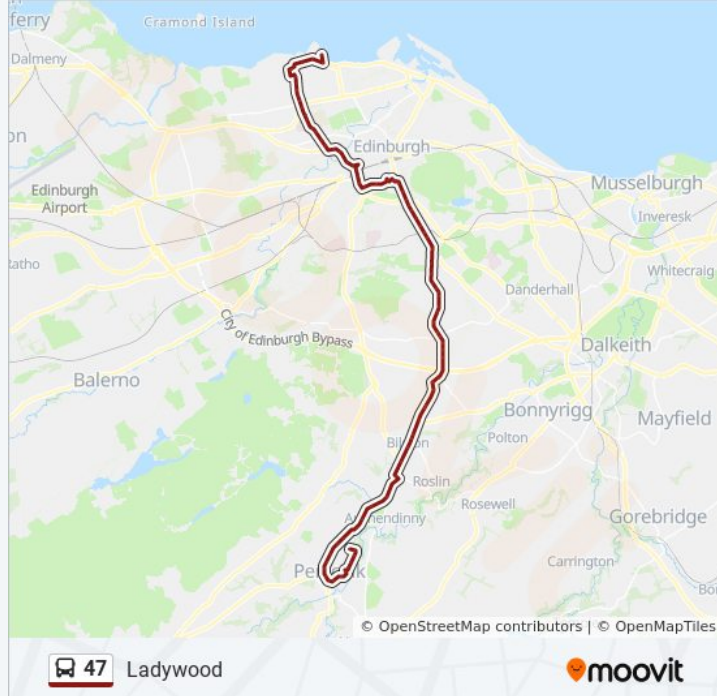 ferry
Cramond Island
Dalmeny
Edinburgh
Edinburgh
Airport
Musselburgh
Inveresk
Whitecraig
Danderhall
City of Edinburgh Bypass
Dalkeith
Balerno
Bonnyrigg
Mayfield
Polton
Roslin
Rosewell
Gorebridge
Carrington
© OpenStreetMap contributors | © OpenMapTiles
47 Ladywood
moovit